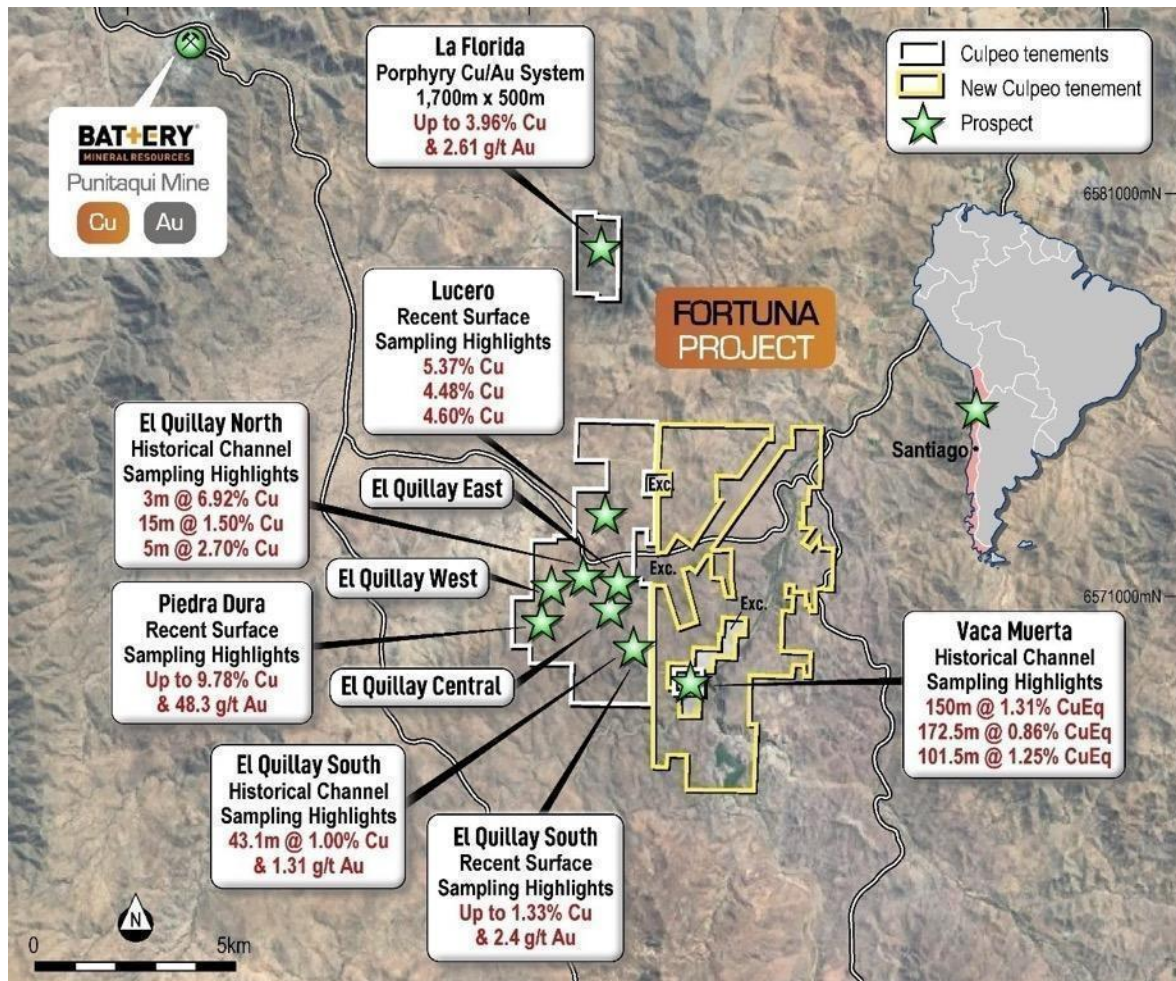 La Florida
Porphyry Cu/Au System
1,700m x 500m
Up to 3.96% Cu
& 2.61 g/t Au
Culpeo tenements
New Culpeo tenement
Prospect
BATTERY
MINERAL RESOURCES
Punitaqui Mine
Cu Au
6581000mN
Lucero
Recent Surface
Sampling Highlights
5.37% Cu
4.48% Cu
4.60% Cu
FORTUNA
PROJECT
Santiago
El Quillay North
Historical Channel
Sampling Highlights
3m @ 6.92% Cu
15m @ 1.50% Cu
5m @ 2.70% Cu
El Quillay East
Exc.
El Quillay West
Exc.
Exc.
6571000mN
Piedra Dura
Recent Surface
Sampling Highlights
Up to 9.78% Cu
& 48.3 g/t Au
El Quillay Central
Vaca Muerta
Historical Channel
Sampling Highlights
150m @ 1.31% CuEq
172.5m @ 0.86% CuEq
101.5m @ 1.25% CuEq
El Quillay South
Historical Channel
Sampling Highlights
43.1m @ 1.00% Cu
& 1.31 g/t Au
El Quillay South
Recent Surface
Sampling Highlights
Up to 1.33% Cu
& 2.4 g/t Au
N
0 5km